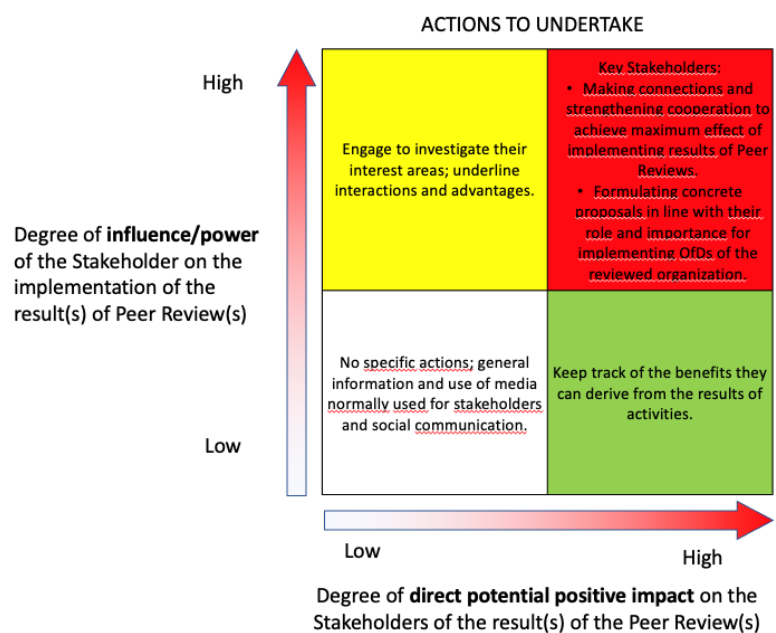 ACTIONS TO UNDERTAKE
High
Degree of influence/power
of the Stakeholder on the
implementation of the
result(s) of Peer Review(s)
Low
Engage to investigate their
interest areas; underline
interactions and advantages.
Key Stakeholders:
• Making connections and
strengthening cooperation to
achieve maximum effect of
implementing results of Peer
Reviews.
• Formulating concrete
proposals in line with their
role and importance for
implementing OfDs of the
reviewed organization.
No specific actions; general
information and use of media
normally used for stakeholders
and social communication.
Keep track of the benefits they
can derive from the results of
activities.
Low
High
Degree of direct potential positive impact on the
Stakeholders of the result(s) of the Peer Review(s)